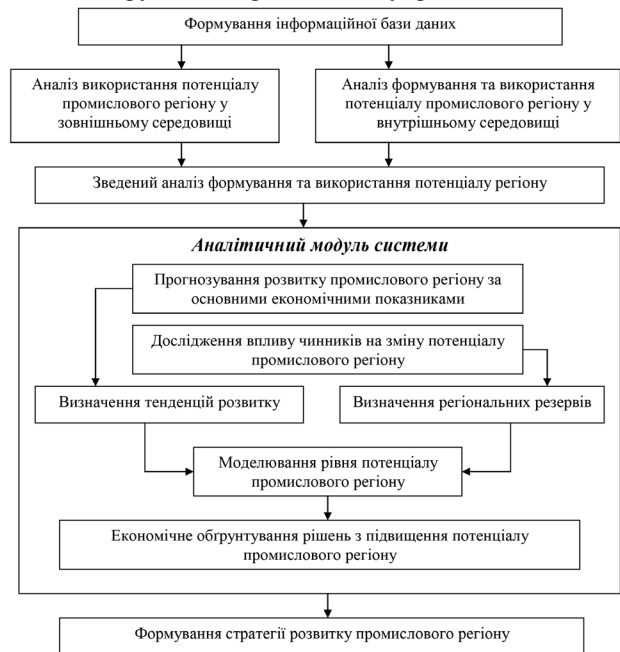 Формування інформаційної бази даних
Аналіз використання потенціалу
промислового регіону у
зовнішньому середовищі
Аналіз формування та використання
потенціалу промислового регіону у
внутрішньому середовищі
Зведений аналіз формування та використання потенціалу регіону
Аналітичний модуль системи
Прогнозування розвитку промислового регіону за
основними економічними показниками
Дослідження впливу чинників на зміну потенціалу
промислового регіону
Визначення тенденцій розвитку
Визначення регіональних резервів
Моделювання рівня потенціалу
промислового регіону
Економічне обґрунтування рішень з підвищення потенціалу
промислового регіону
Формування стратегії розвитку промислового регіону